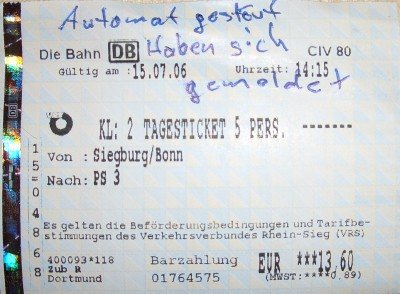 Automat gestört
Die Bahn DB Haben sich CIV 80
Gültig am : 15.07.06 Uhrzeit: 14:15
gemeldet
KL: 2 TAGESTICKET 5 PERS. -------
Von : Siegburg/Bonn
Nach: PS 3
Es gelten die Beförderungsbedingungen und Tarifbe-
stimmungen des Verkehrsverbundes Rhein-Sieg (VRS)
400093*118 Barzahlung EUR ***13,60
Zub R
Dortmund 01764575 (MWST:****0,89)